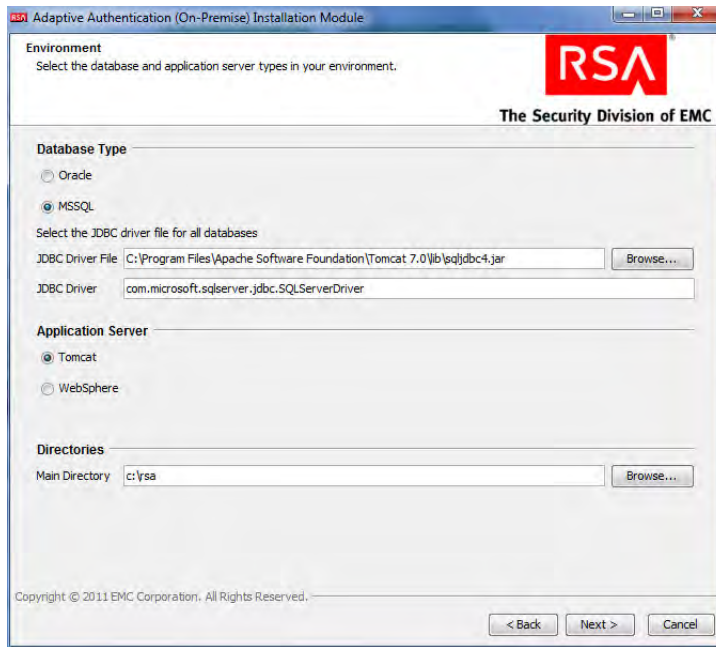 RSA Adaptive Authentication (On-Premise) Installation Module
Environment
Select the database and application server types in your environment.
RSA
The Security Division of EMC
Database Type
Oracle
MSSQL
Select the JDBC driver file for all databases
JDBC Driver File C:\Program Files\Apache Software Foundation\Tomcat 7.0\lib\sqljdbc4.jar Browse...
JDBC Driver com.microsoft.sqlserver.jdbc.SQLServerDriver
Application Server
Tomcat
WebSphere
Directories
Main Directory c:\rsa Browse...
Copyright © 2011 EMC Corporation. All Rights Reserved.
< Back Next > Cancel